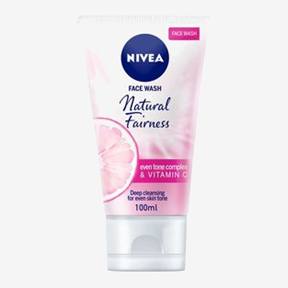 FACE WASH
NIVEA
FACE WASH
Natural
Fairness
even tone complex
& VITAMIN C
Deep cleansing
for even skin tone
100ml